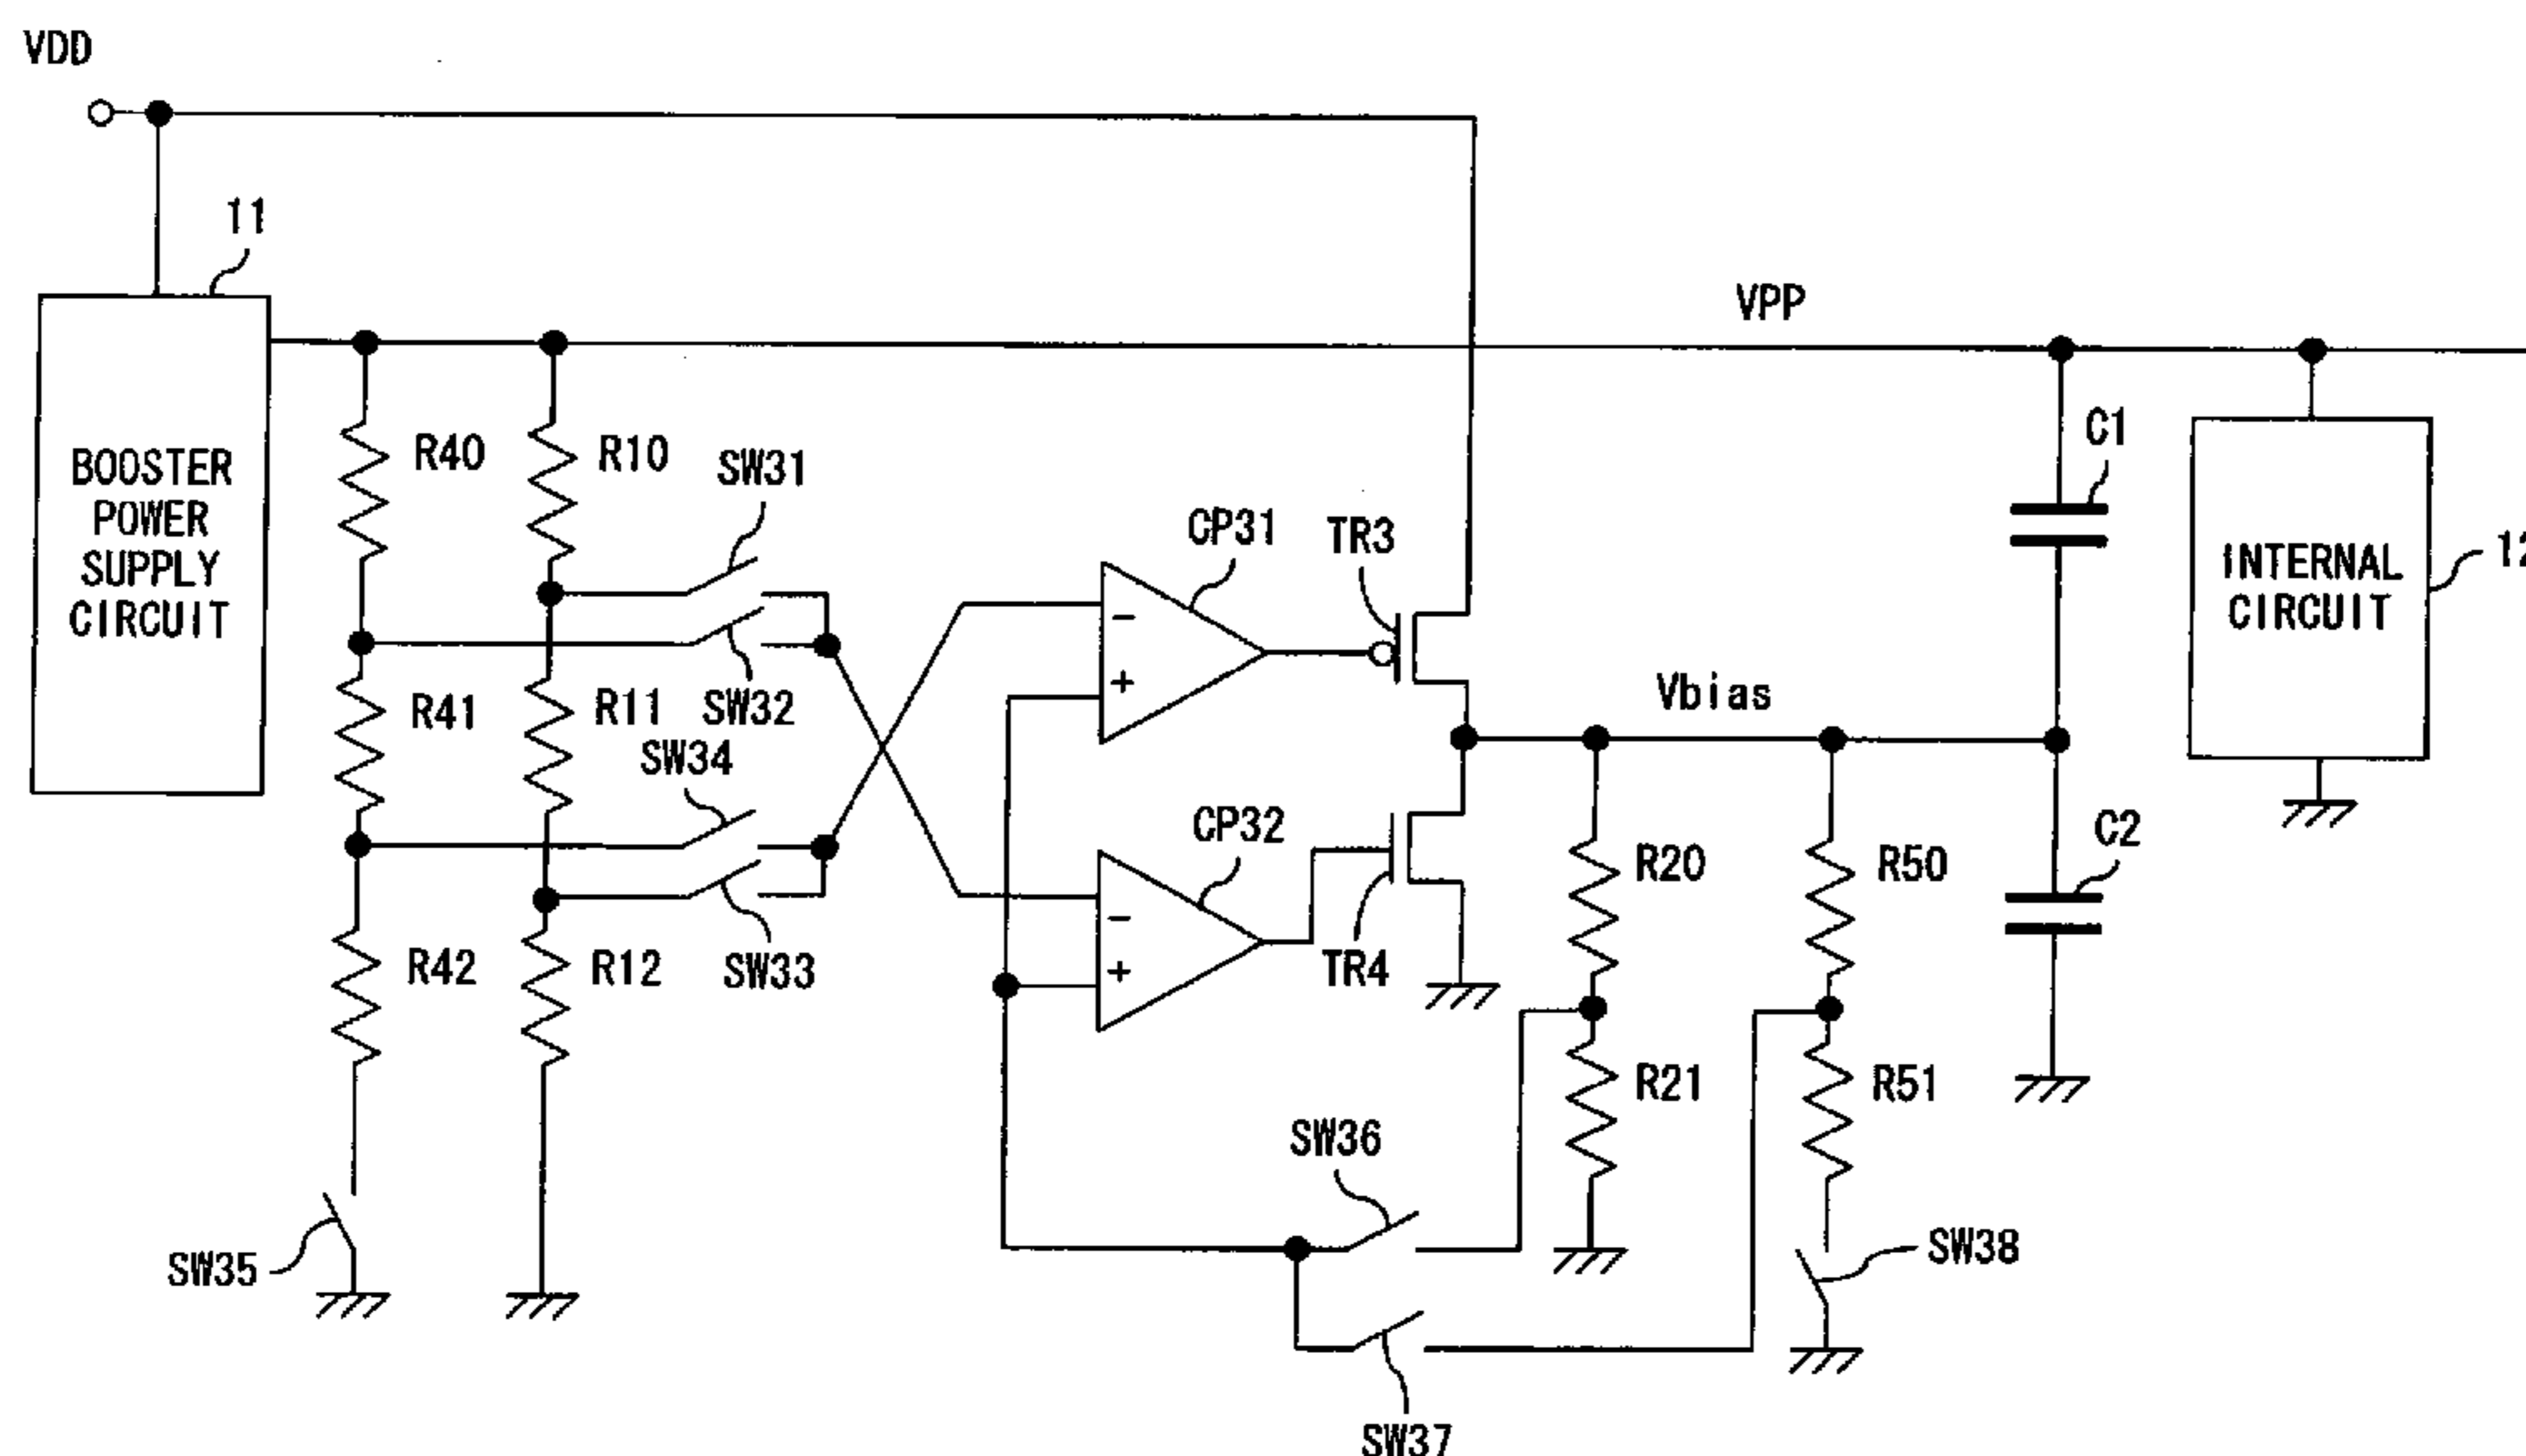 VDD
11
VPP
BOOSTER
POWER
SUPPLY
CIRCUIT
R40
R10
SW31
SW32
R41
R11
SW34
SW33
R42
R12
SW35
CP31
TR3
CP32
TR4
-
+
-
+
Vbias
C1
INTERNAL
CIRCUIT
C2
R20
R50
R21
R51
SW36
SW37
SW38